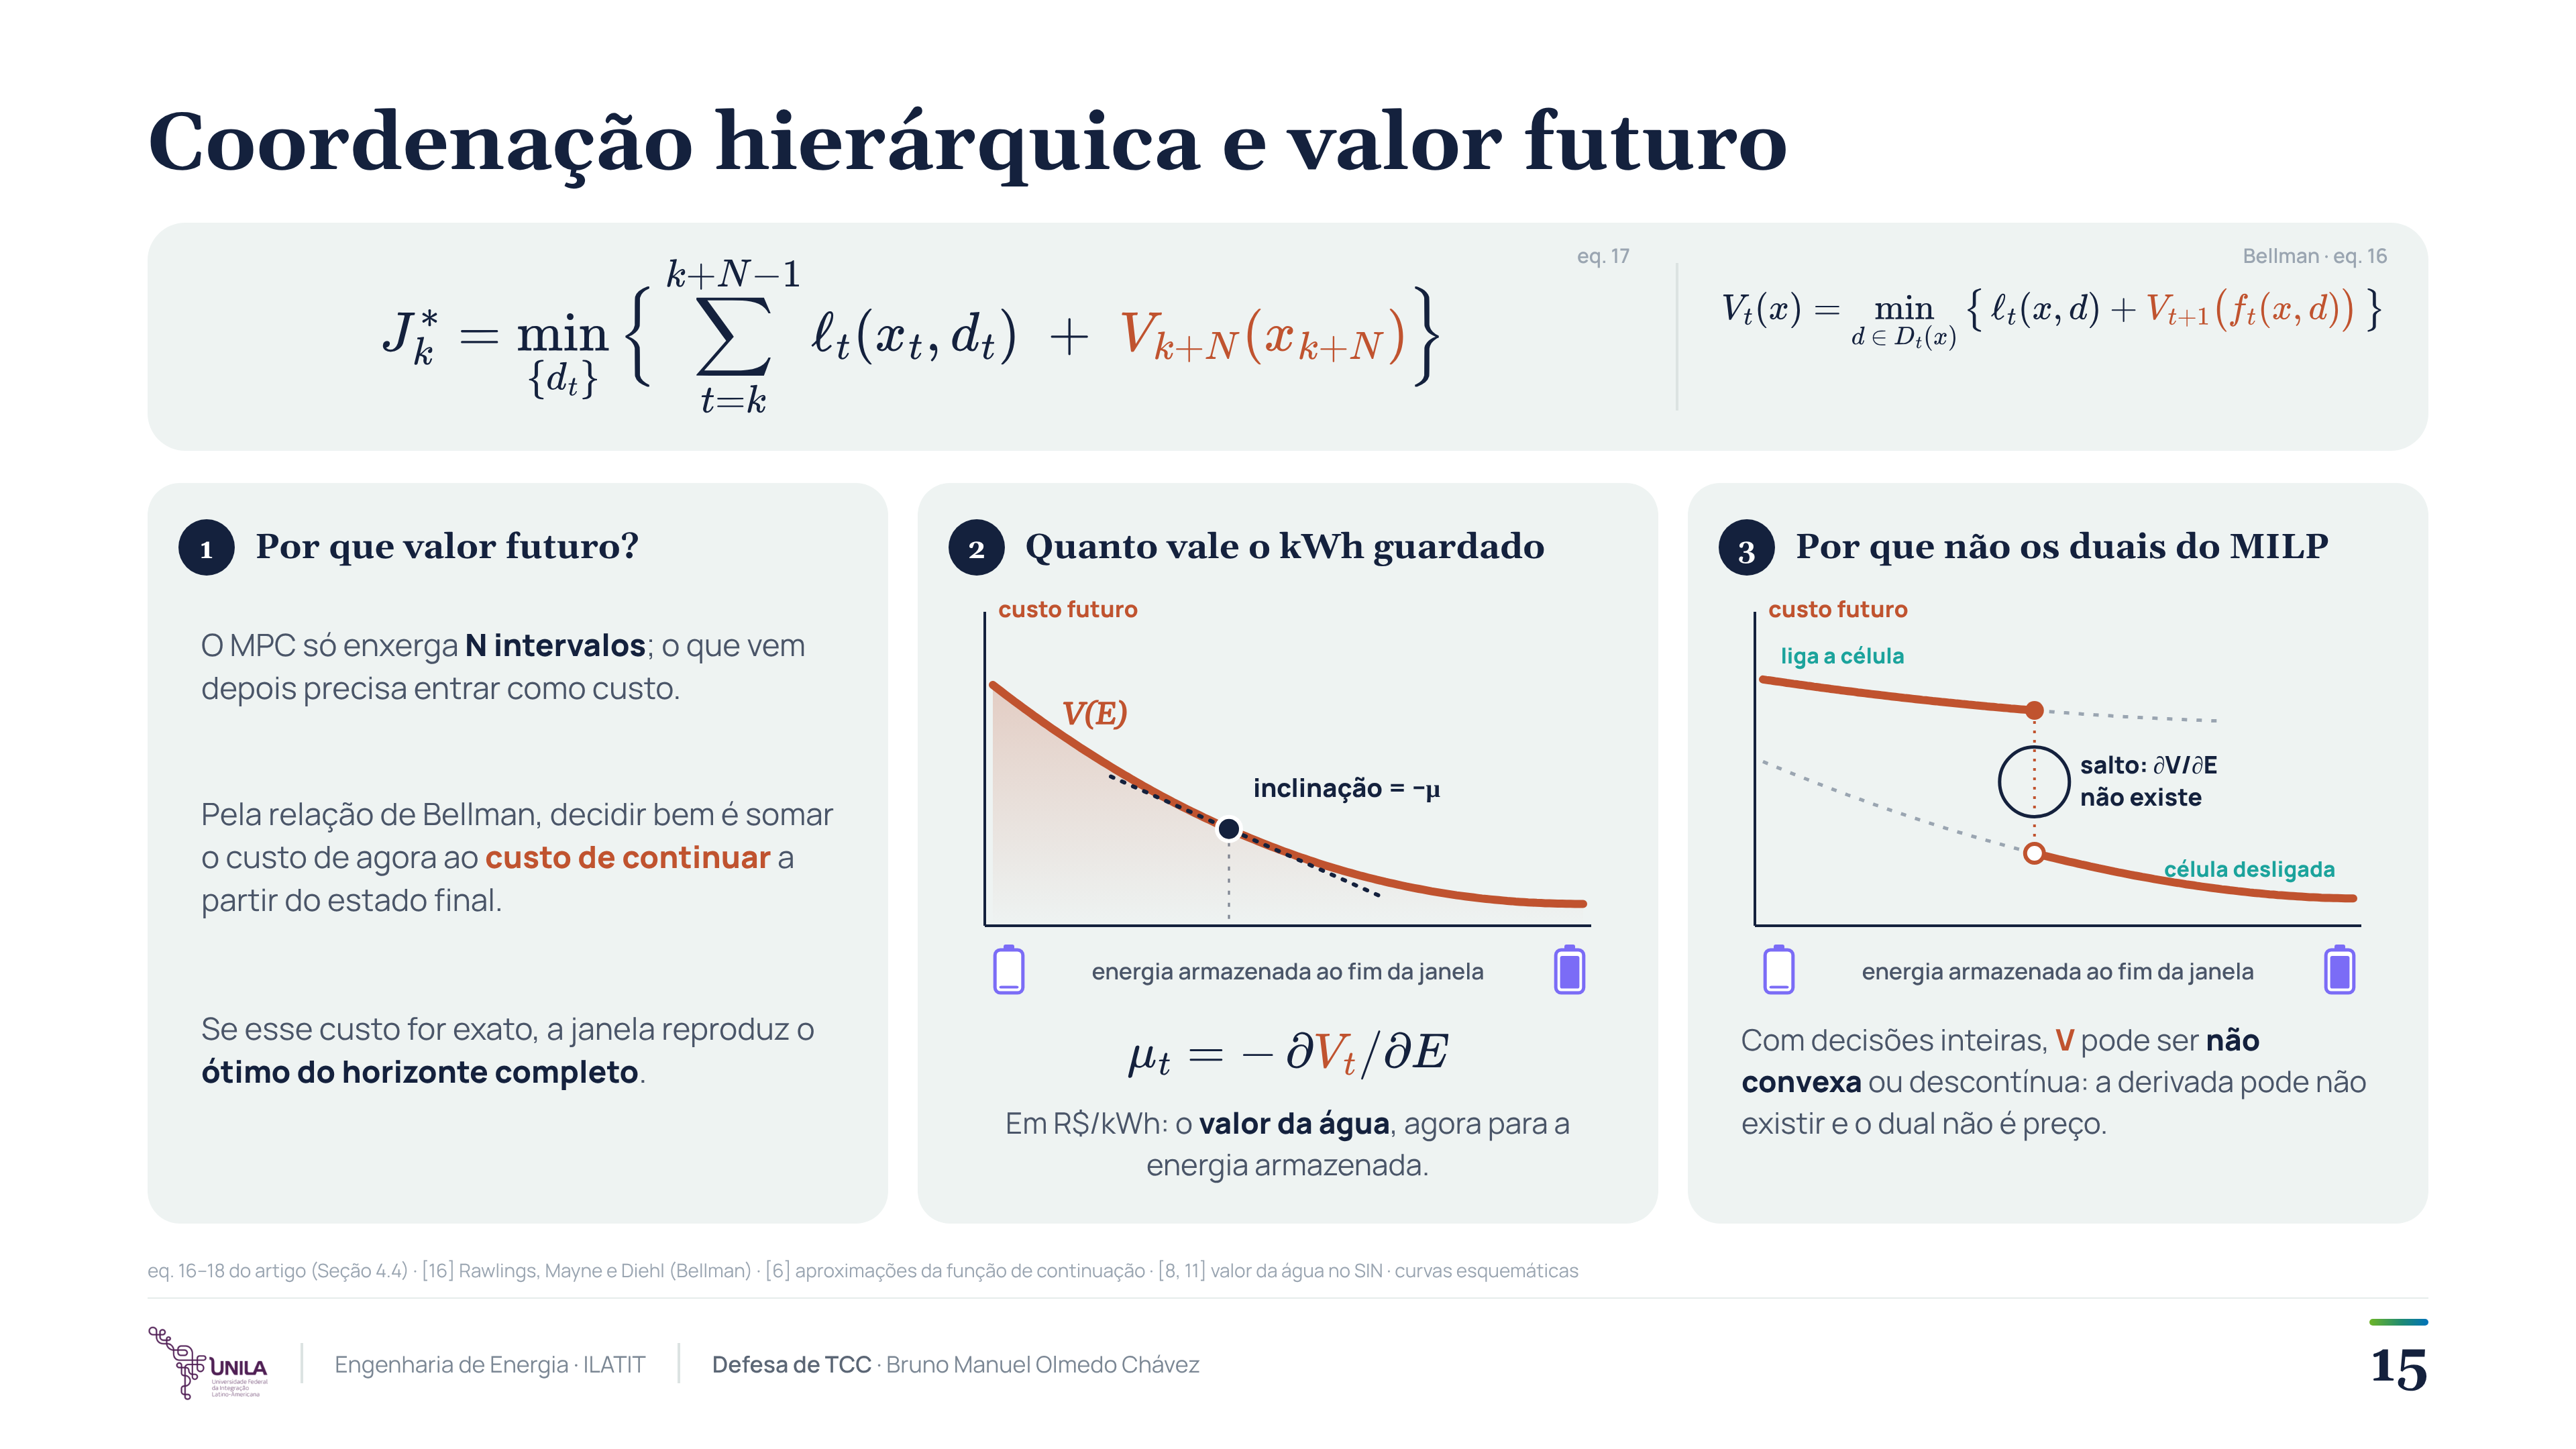 Coordenação hierárquica e valor futuro
eq. 17
J*_k = min_{d_t} { ∑_{t=k}^{k+N−1} ℓ_t(x_t, d_t) + V_{k+N}(x_{k+N}) }
Bellman · eq. 16
V_t(x) = min_{d ∈ D_t(x)} { ℓ_t(x, d) + V_{t+1}(f_t(x, d)) }
1 Por que valor futuro?
O MPC só enxerga N intervalos; o que vem
depois precisa entrar como custo.
Pela relação de Bellman, decidir bem é somar
o custo de agora ao custo de continuar a
partir do estado final.
Se esse custo for exato, a janela reproduz o
ótimo do horizonte completo.
2 Quanto vale o kWh guardado
custo futuro
V(E)
inclinação = −μ
energia armazenada ao fim da janela
μ_t = − ∂V_t/∂E
Em R$/kWh: o valor da água, agora para a
energia armazenada.
3 Por que não os duais do MILP
custo futuro
liga a célula
salto: ∂V/∂E
não existe
célula desligada
energia armazenada ao fim da janela
Com decisões inteiras, V pode ser não
convexa ou descontínua: a derivada pode não
existir e o dual não é preço.
eq. 16–18 do artigo (Seção 4.4) · [16] Rawlings, Mayne e Diehl (Bellman) · [6] aproximações da função de continuação · [8, 11] valor da água no SIN · curvas esquemáticas
UNILA
Universidade Federal
da Integração
Latino-Americana
Engenharia de Energia · ILATIT
Defesa de TCC · Bruno Manuel Olmedo Chávez
15